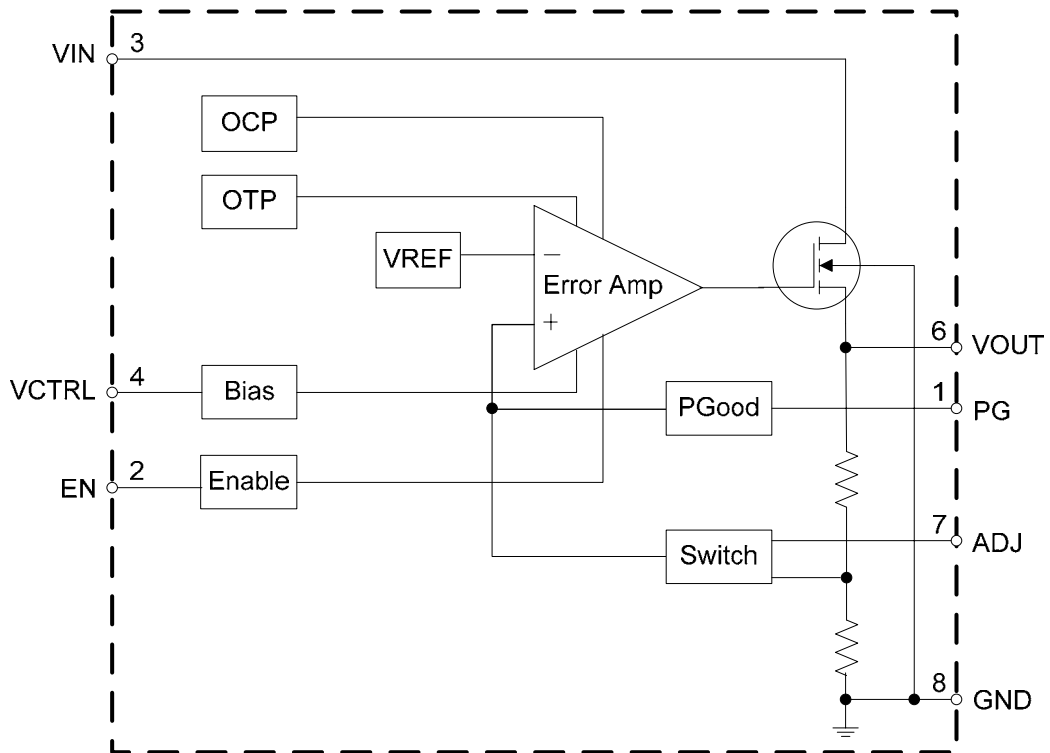 VIN 3
OCP
OTP
VREF
−
Error Amp
+
6 VOUT
VCTRL 4 Bias
PGood 1 PG
EN 2 Enable
Switch 7 ADJ
8 GND